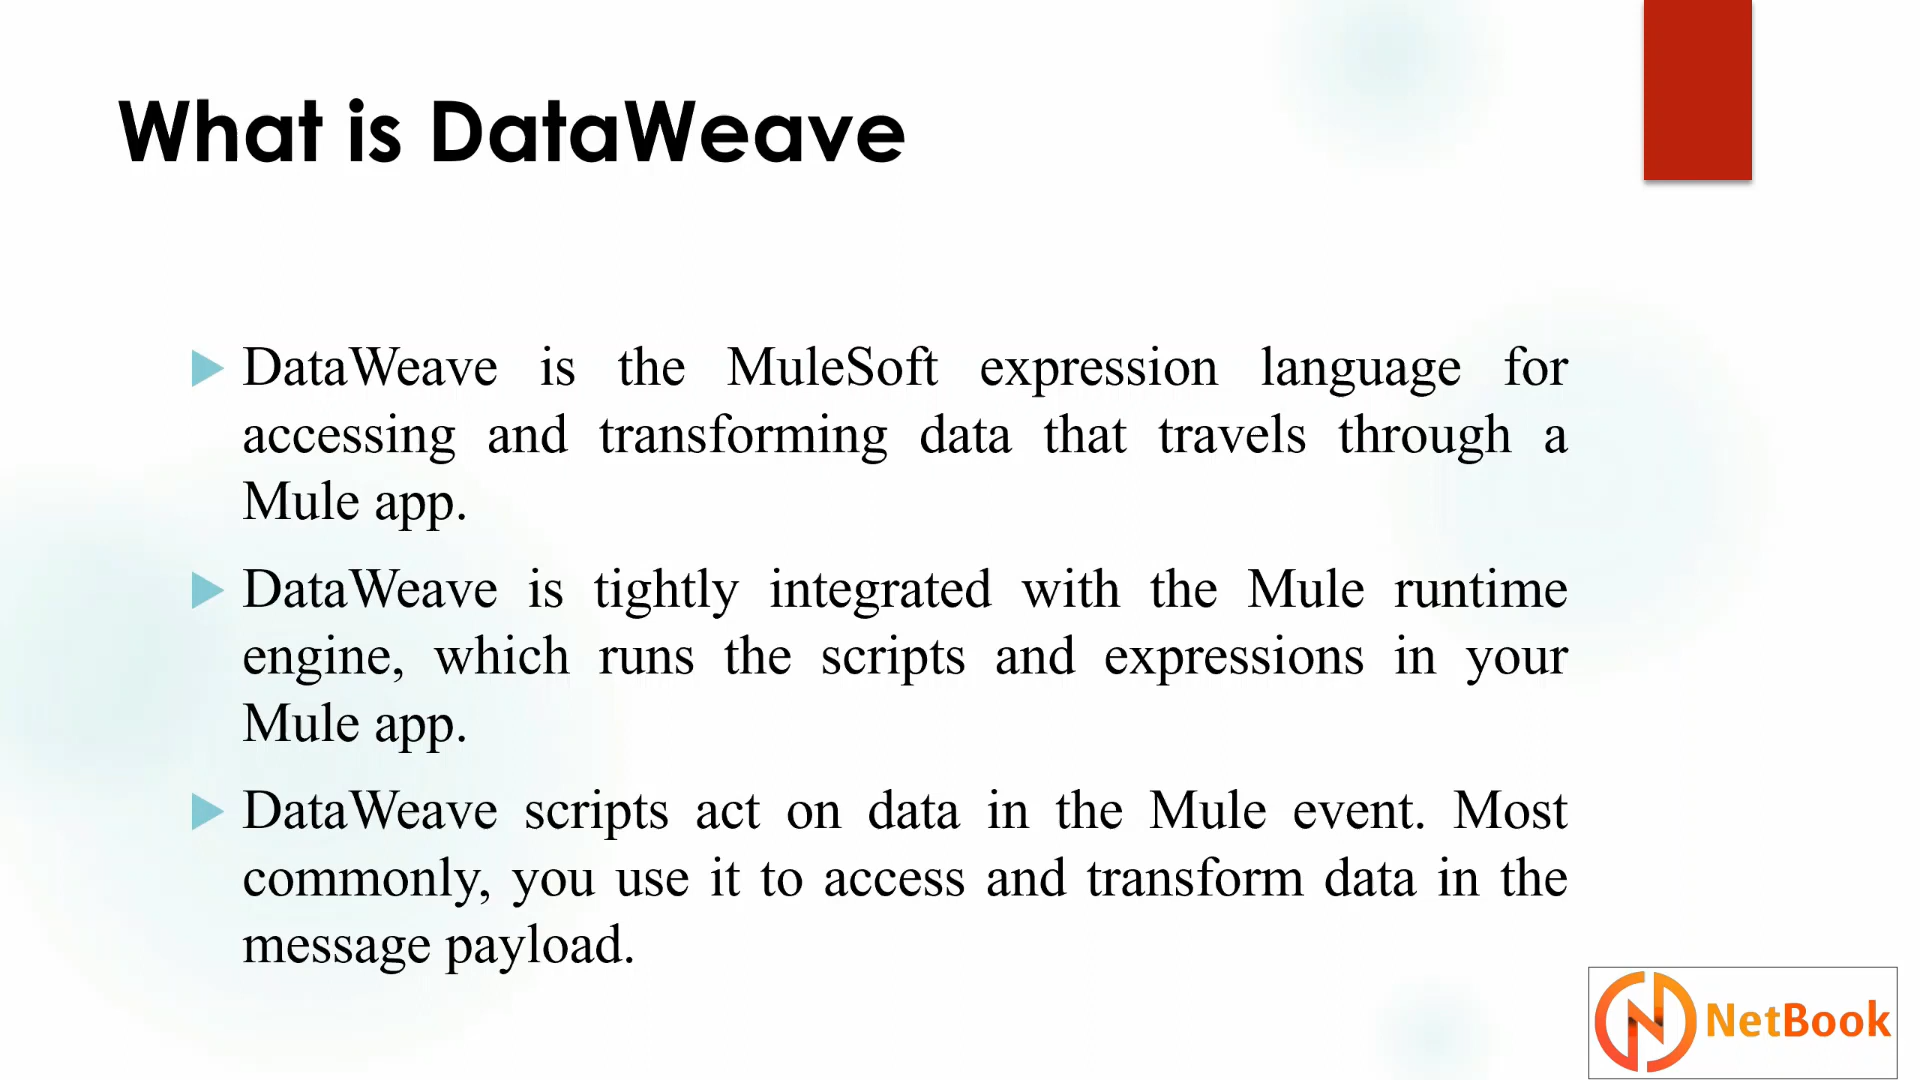 What is DataWeave
DataWeave is the MuleSoft expression language for
accessing and transforming data that travels through a
Mule app.
DataWeave is tightly integrated with the Mule runtime
engine, which runs the scripts and expressions in your
Mule app.
DataWeave scripts act on data in the Mule event. Most
commonly, you use it to access and transform data in the
message payload.
NetBook